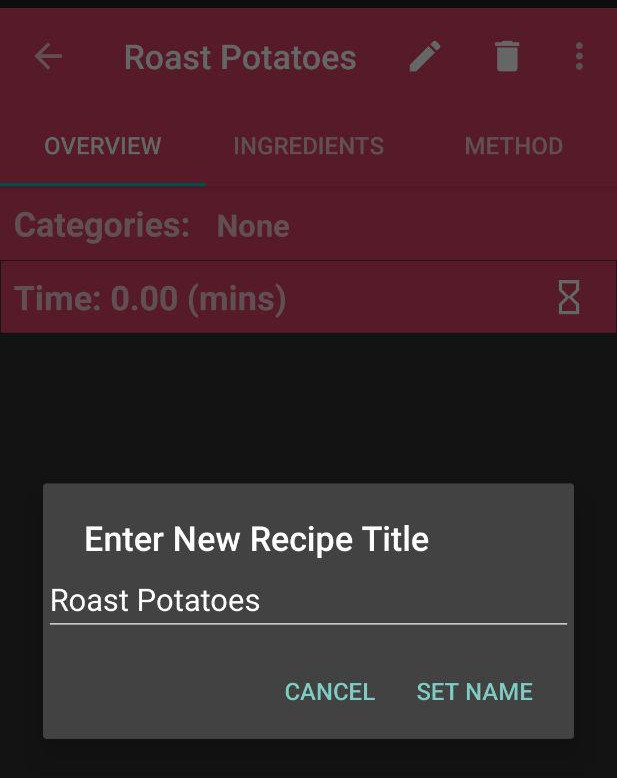 Roast Potatoes
OVERVIEW INGREDIENTS METHOD
Categories: None
Time: 0.00 (mins)
Enter New Recipe Title
Roast Potatoes
CANCEL SET NAME